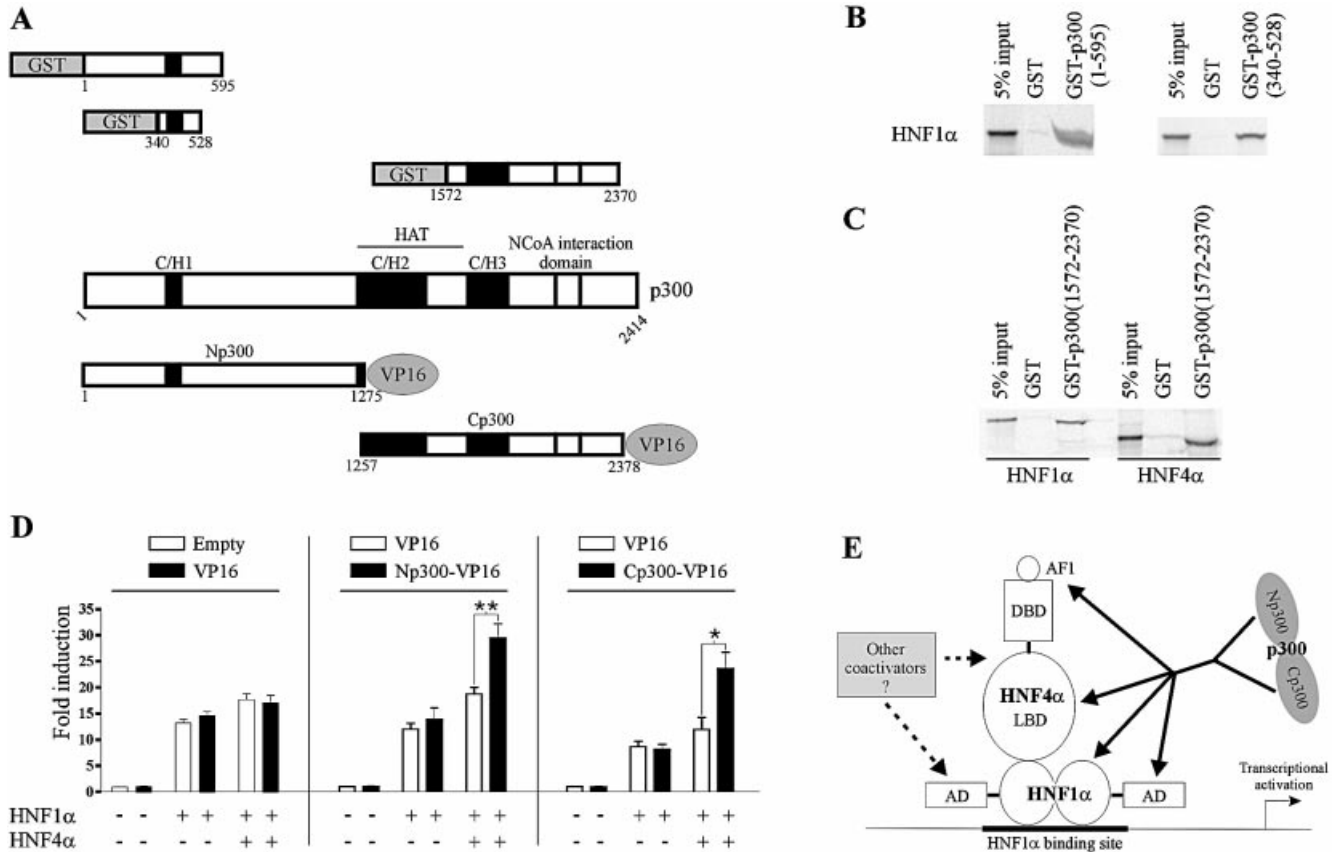 A
GST
1
595
GST
340
528
GST
1572
2370
HAT
NCoA interaction
domain
C/H1
C/H2
C/H3
p300
1
2414
Np300
VP16
1
1275
Cp300
VP16
1257
2378
B
5% input
GST
GST-p300
(1-595)
5% input
GST
GST-p300
(340-528)
HNF1α
C
5% input
GST
GST-p300(1572-2370)
5% input
GST
GST-p300(1572-2370)
HNF1α
HNF4α
D
Empty
VP16
VP16
Np300-VP16
VP16
Cp300-VP16
Fold induction
35
30
25
20
15
10
5
0
**
*
HNF1α - - + + + + - - + + + + - - + + + +
HNF4α - - - - + + - - - - + + - - - - + +
E
AF1
DBD
Other
coactivators
?
HNF4α
LBD
Np300
p300
Cp300
AD
HNF1α
AD
Transcriptional
activation
HNF1α binding site